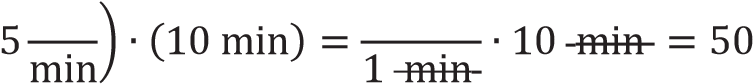 5 ──/min) · (10 min) = ──/1 min · 10 min = 50